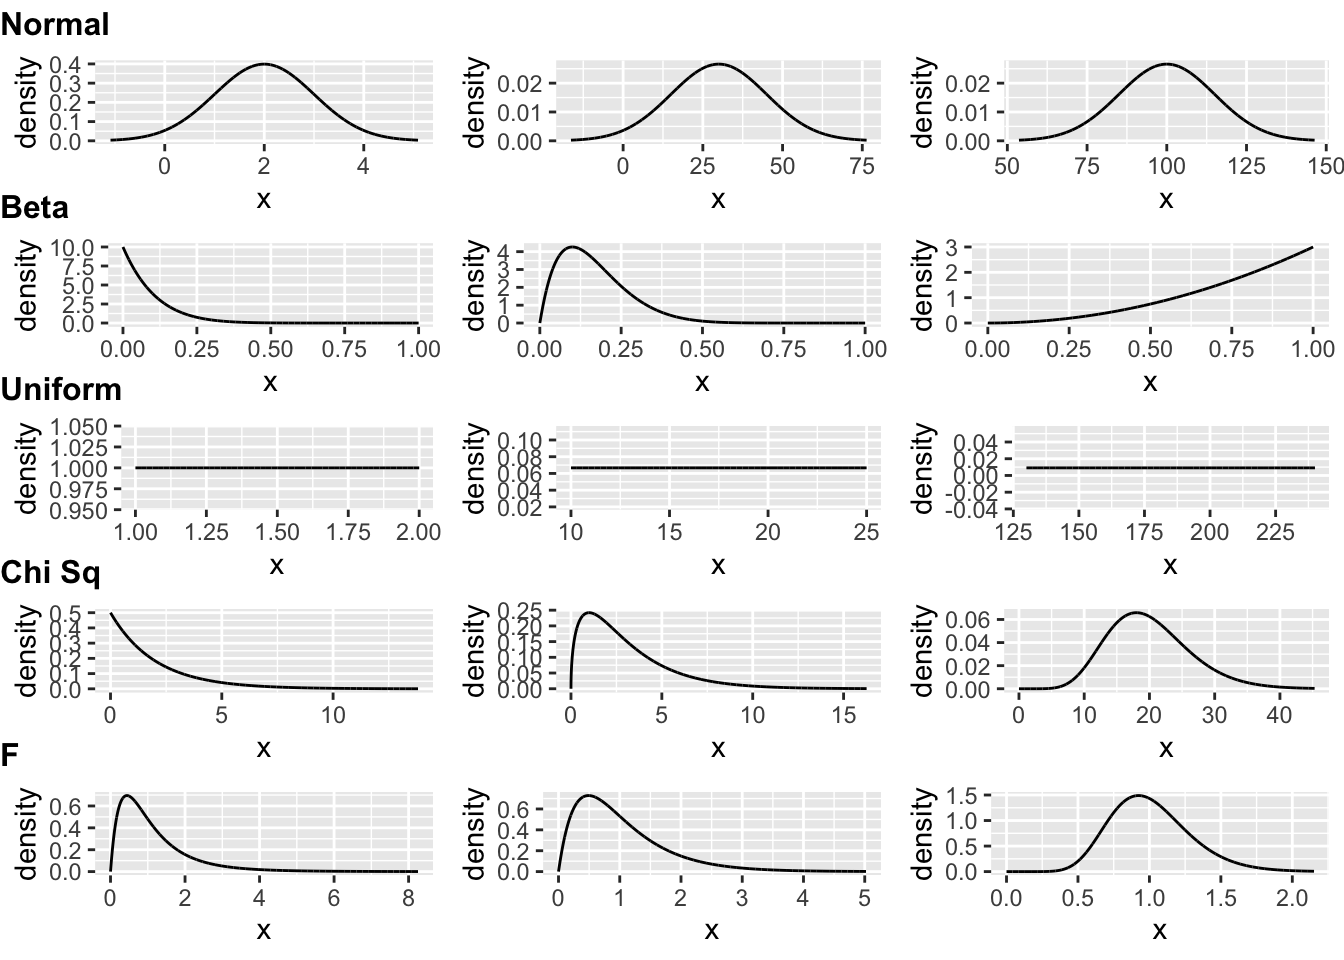 Normal
density 0.4 0.3 0.2 0.1 0.0
0 2 4
x
density 0.02 0.01 0.00
0 25 50 75
x
density 0.02 0.01 0.00
50 75 100 125 150
x
Beta
density 10.0 7.5 5.0 2.5 0.0
0.00 0.25 0.50 0.75 1.00
x
density 4 3 2 1 0
0.00 0.25 0.50 0.75 1.00
x
density 3 2 1 0
0.00 0.25 0.50 0.75 1.00
x
Uniform
density 1.050 1.025 1.000 0.975 0.950
1.00 1.25 1.50 1.75 2.00
x
density 0.10 0.08 0.06 0.04 0.02
10 15 20 25
x
density 0.04 0.02 0.00 -0.02 -0.04
125 150 175 200 225
x
Chi Sq
density 0.5 0.4 0.3 0.2 0.1 0.0
0 5 10
x
density 0.25 0.20 0.15 0.10 0.05 0.00
0 5 10 15
x
density 0.06 0.04 0.02 0.00
0 10 20 30 40
x
F
density 0.6 0.4 0.2 0.0
0 2 4 6 8
x
density 0.6 0.4 0.2 0.0
0 1 2 3 4 5
x
density 1.5 1.0 0.5 0.0
0.0 0.5 1.0 1.5 2.0
x